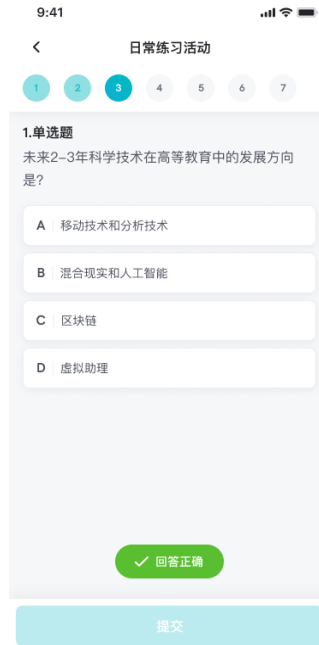 9:41
日常练习活动
1 2 3 4 5 6 7
1.单选题
未来2-3年科学技术在高等教育中的发展方向
是?
A 移动技术和分析技术
B 混合现实和人工智能
C 区块链
D 虚拟助理
回答正确
提交